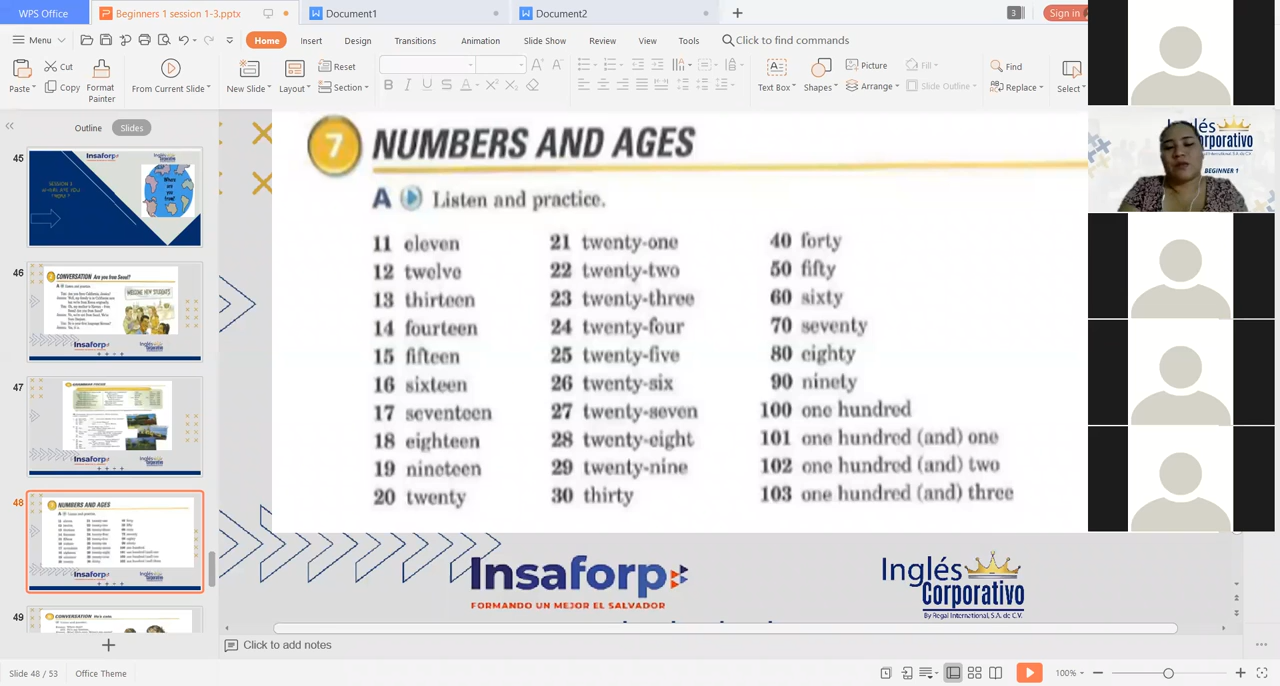 WPS Office
Beginners 1 session 1-3.pptx
Document1
Document2
+
3
Sign in
Menu
Home
Insert
Design
Transitions
Animation
Slide Show
Review
View
Tools
Click to find commands
Paste
Cut
Copy
Format Painter
From Current Slide
New Slide
Layout
Reset
Section
Text Box
Shapes
Picture
Arrange
Fill
Slide Outline
Find
Replace
Select
Outline
Slides
45
46
47
48
49
7 NUMBERS AND AGES
A Listen and practice.
11 eleven
12 twelve
13 thirteen
14 fourteen
15 fifteen
16 sixteen
17 seventeen
18 eighteen
19 nineteen
20 twenty
21 twenty-one
22 twenty-two
23 twenty-three
24 twenty-four
25 twenty-five
26 twenty-six
27 twenty-seven
28 twenty-eight
29 twenty-nine
30 thirty
40 forty
50 fifty
60 sixty
70 seventy
80 eighty
90 ninety
100 one hundred
101 one hundred (and) one
102 one hundred (and) two
103 one hundred (and) three
Insaforp
FORMANDO UN MEJOR EL SALVADOR
Inglés
Corporativo
By Regal International, S.A. de C.V.
BEGINNER 1
Click to add notes
Slide 48 / 53
Office Theme
100%